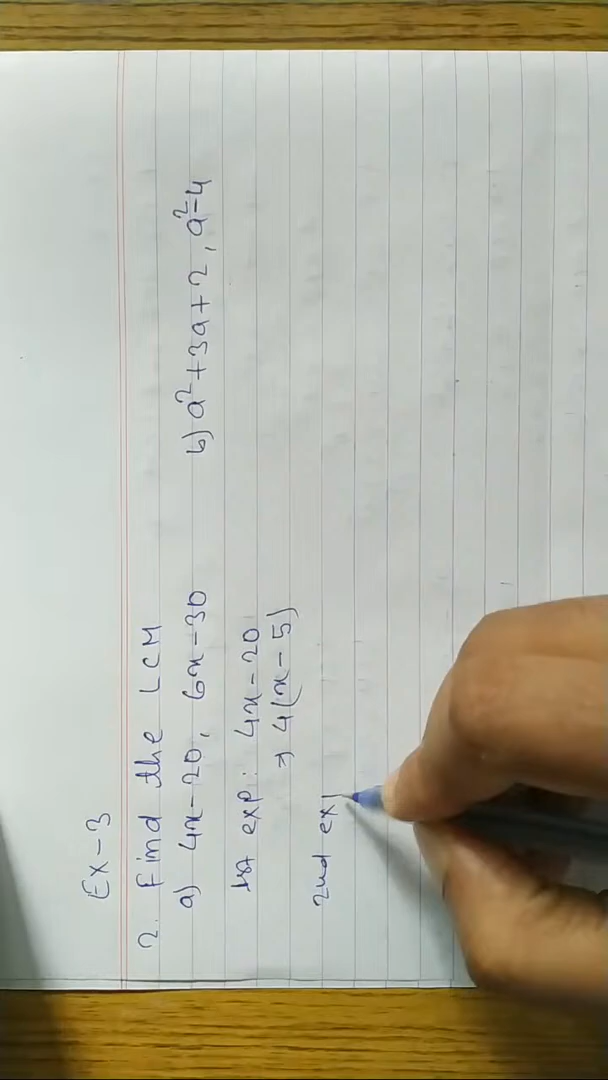 Ex-3
2. Find the LCM
a) 4x-20, 6x-30 b) a²+3a+2, a²-4
1st exp: 4x-20
⇒ 4(x-5)
2nd exp